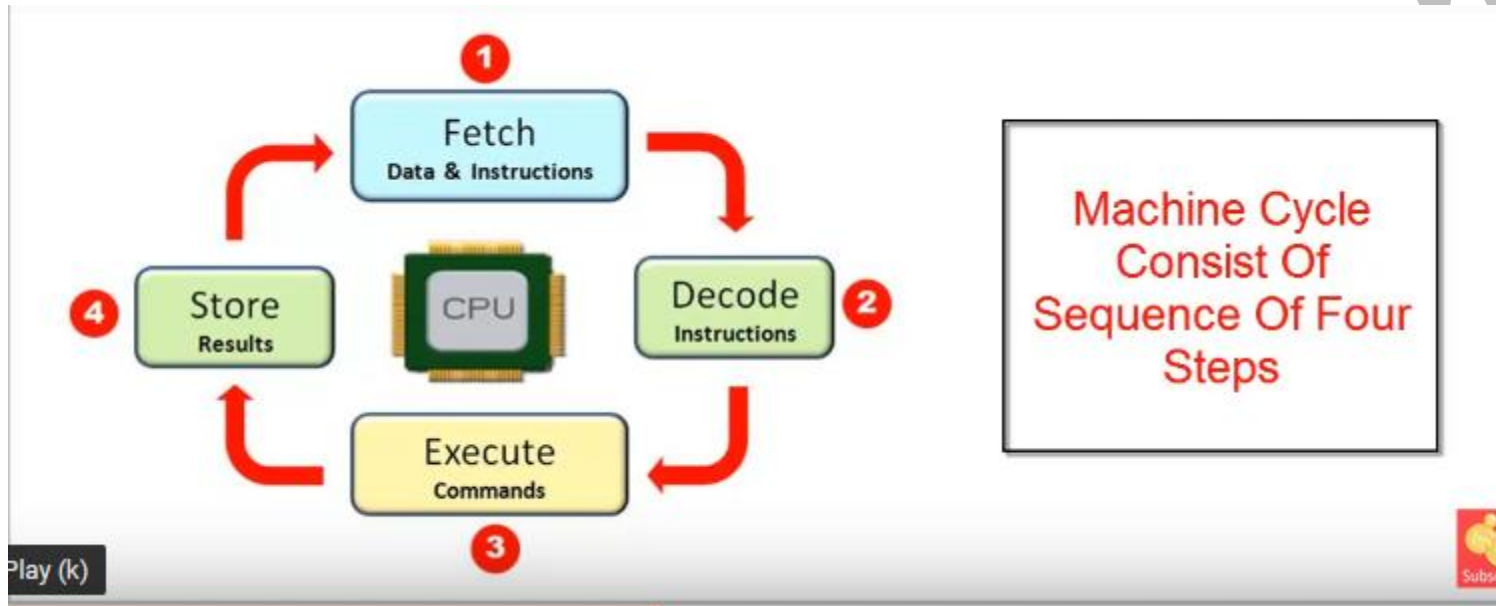 1
Fetch
Data & Instructions
Decode
Instructions
2
Execute
Commands
3
Store
Results
4
CPU
Machine Cycle
Consist Of
Sequence Of Four
Steps
Play (k)